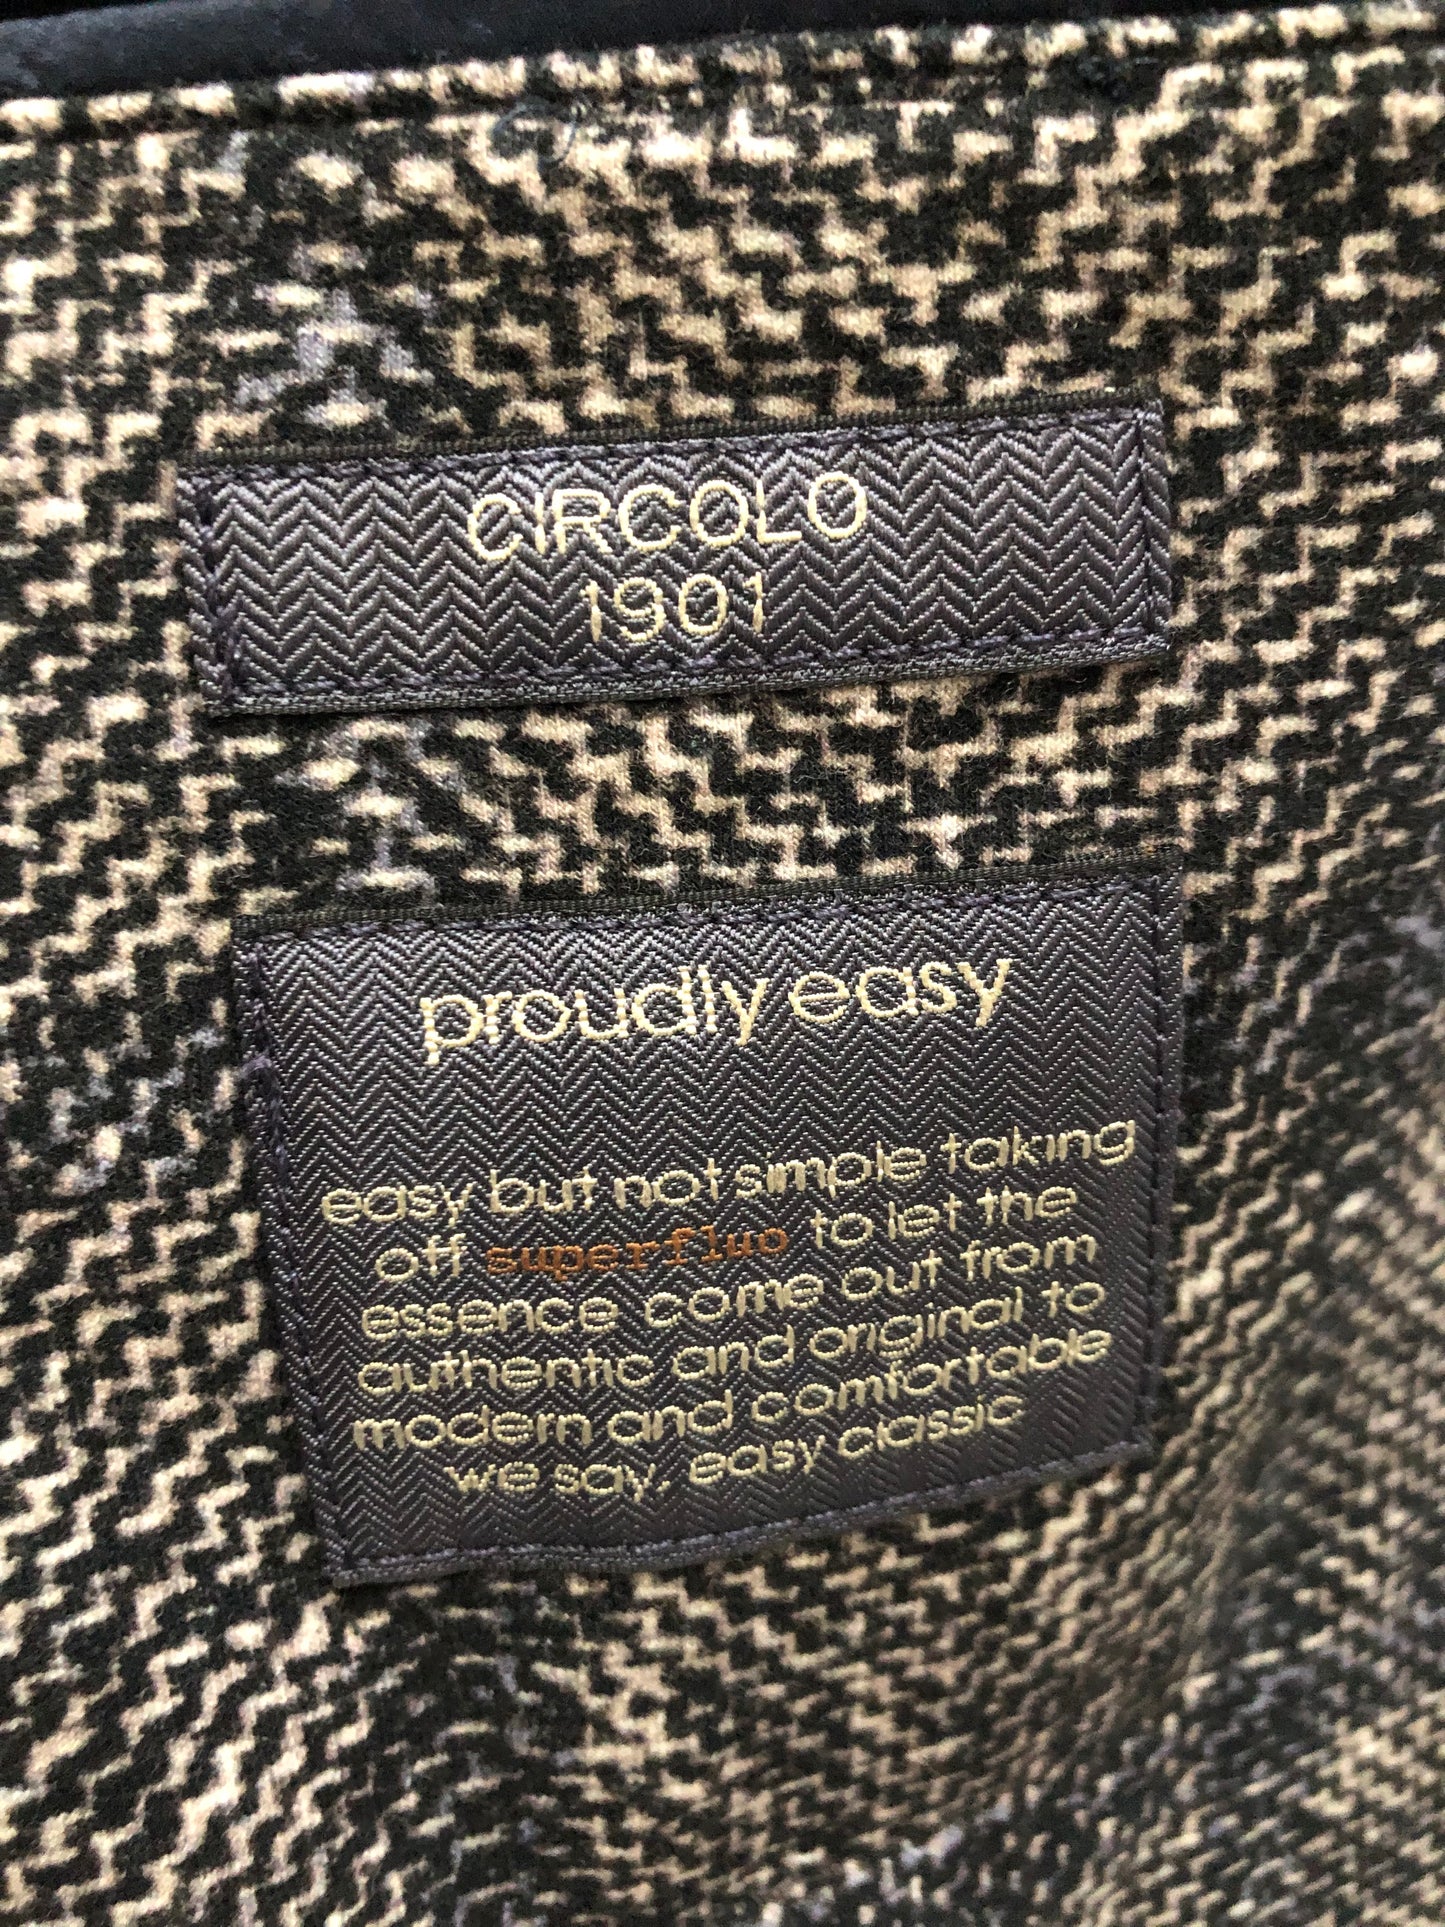 CIRCOLO
1901
proudly easy
easy but not simple taking
off superfluo to let the
essence come out from
authentic and original to
modern and comfortable
we say. easy classic